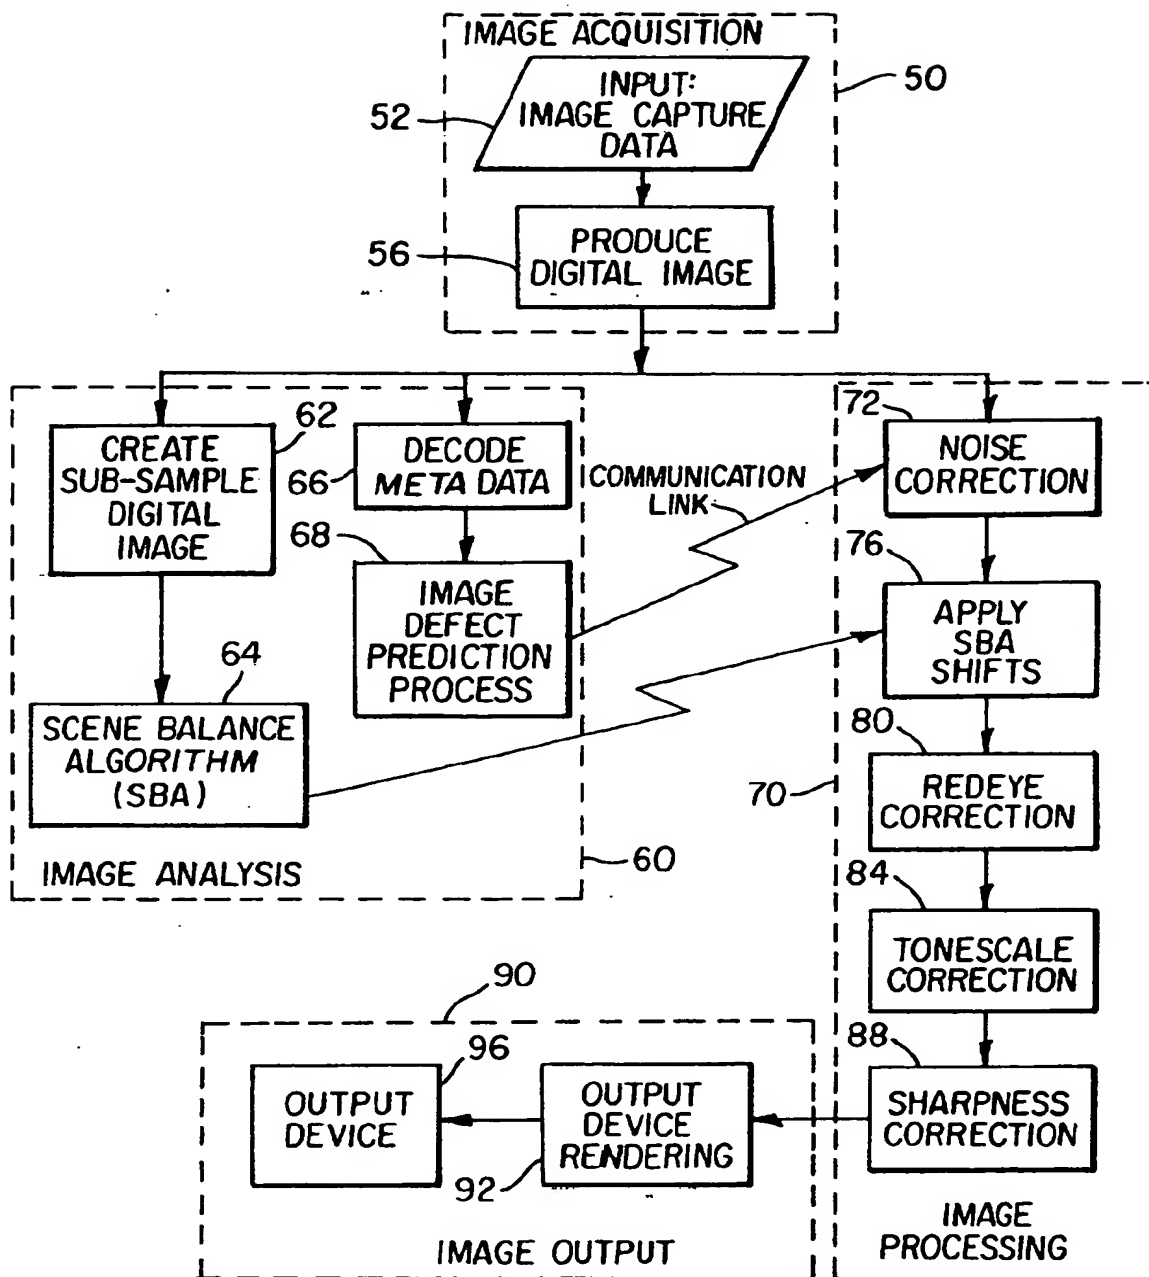 IMAGE ACQUISITION
50
INPUT:
IMAGE CAPTURE
DATA
52
PRODUCE
DIGITAL IMAGE
56
62
CREATE
SUB-SAMPLE
DIGITAL
IMAGE
DECODE
META DATA
66
COMMUNICATION
LINK
72
NOISE
CORRECTION
68
IMAGE
DEFECT
PREDICTION
PROCESS
76
APPLY
SBA
SHIFTS
64
SCENE BALANCE
ALGORITHM
(SBA)
80
REDEYE
CORRECTION
70
IMAGE ANALYSIS
60
84
TONESCALE
CORRECTION
90
96
OUTPUT
DEVICE
OUTPUT
DEVICE
RENDERING
92
88
SHARPNESS
CORRECTION
IMAGE OUTPUT
IMAGE
PROCESSING